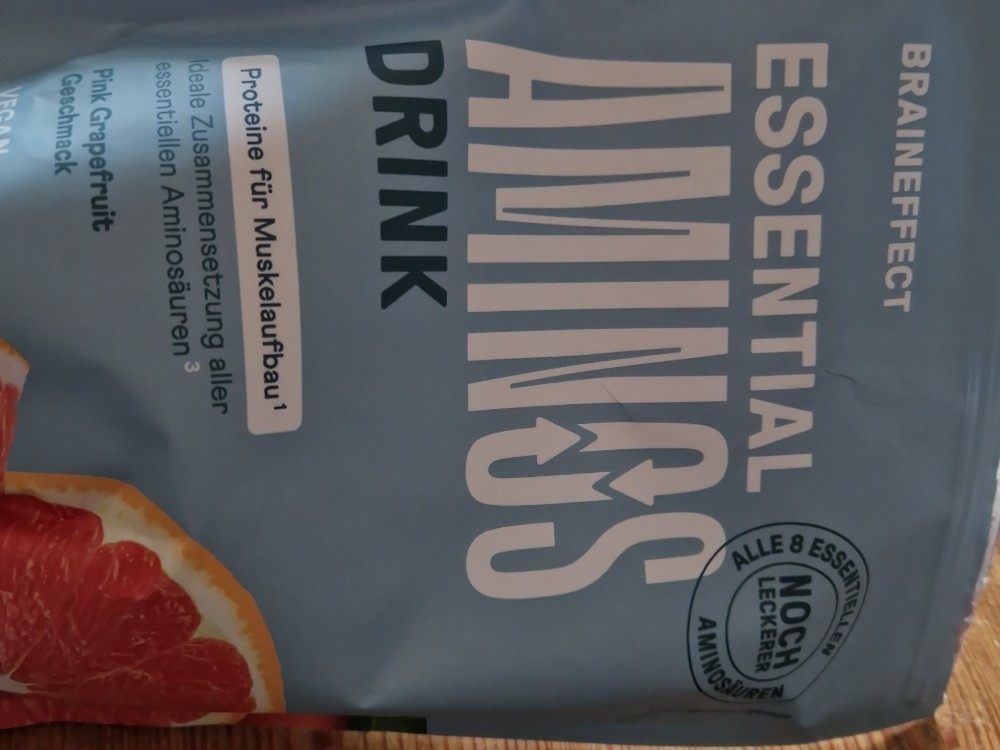 BRAINEFFECT
ESSENTIAL
AMINOS
DRINK
ALLE 8 ESSENTIELLEN
NOCH
LECKERER
AMINOSÄUREN
Proteine für Muskelaufbau¹
Ideale Zusammensetzung aller
essentiellen Aminosäuren³
Pink Grapefruit
Geschmack
VEGAN